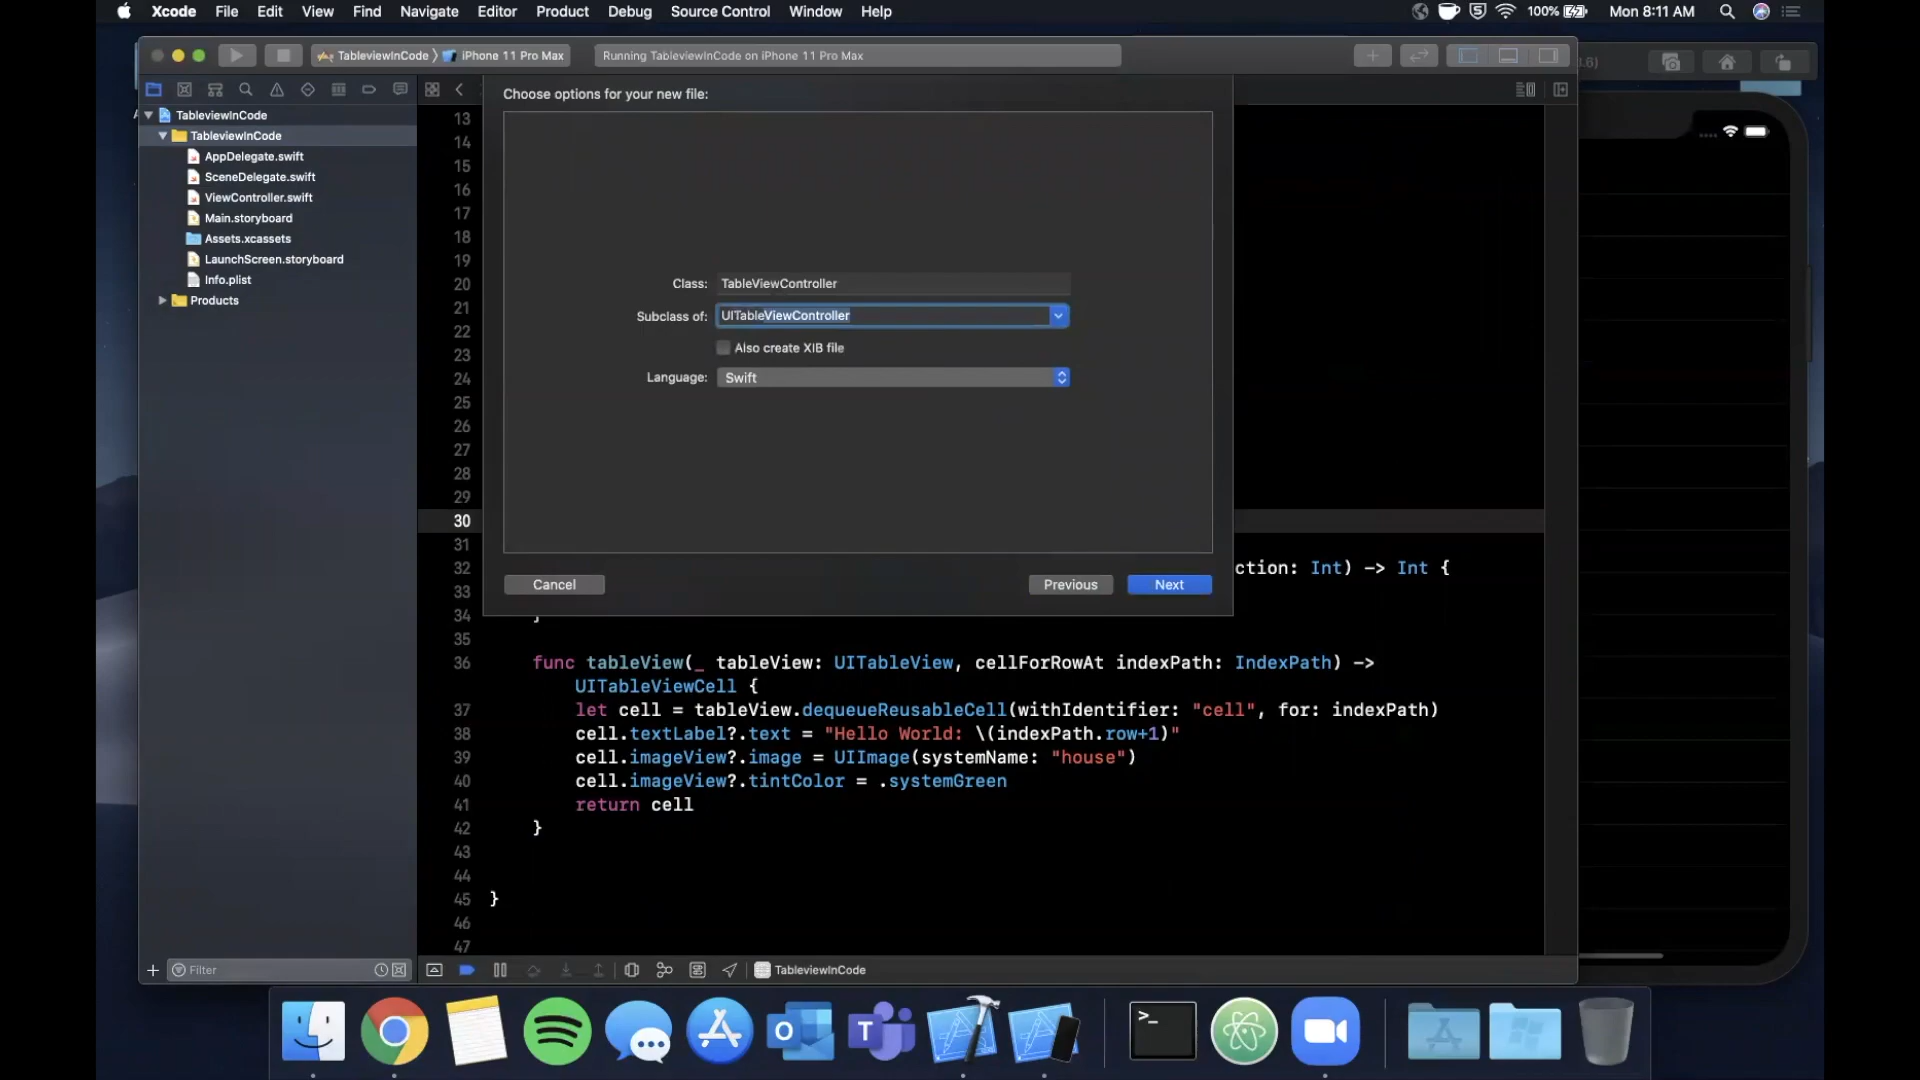 Xcode File Edit View Find Navigate Editor Product Debug Source Control Window Help 100% Mon 8:11 AM
TableviewInCode iPhone 11 Pro Max Running TableviewInCode on iPhone 11 Pro Max
Choose options for your new file:
TableviewInCode
TableviewInCode
AppDelegate.swift
SceneDelegate.swift
ViewController.swift
Main.storyboard
Assets.xcassets
LaunchScreen.storyboard
Info.plist
Products
Class: TableViewController
Subclass of: UITableViewController
Also create XIB file
Language: Swift
Cancel Previous Next
13
14
15
16
17
18
19
20
21
22
23
24
25
26
27
28
29
30
31
32 ction: Int) -> Int {
33
34 }
35
36 func tableView(_ tableView: UITableView, cellForRowAt indexPath: IndexPath) ->
UITableViewCell {
37 let cell = tableView.dequeueReusableCell(withIdentifier: "cell", for: indexPath)
38 cell.textLabel?.text = "Hello World: \(indexPath.row+1)"
39 cell.imageView?.image = UIImage(systemName: "house")
40 cell.imageView?.tintColor = .systemGreen
41 return cell
42 }
43
44
45 }
46
47
Filter
TableviewInCode